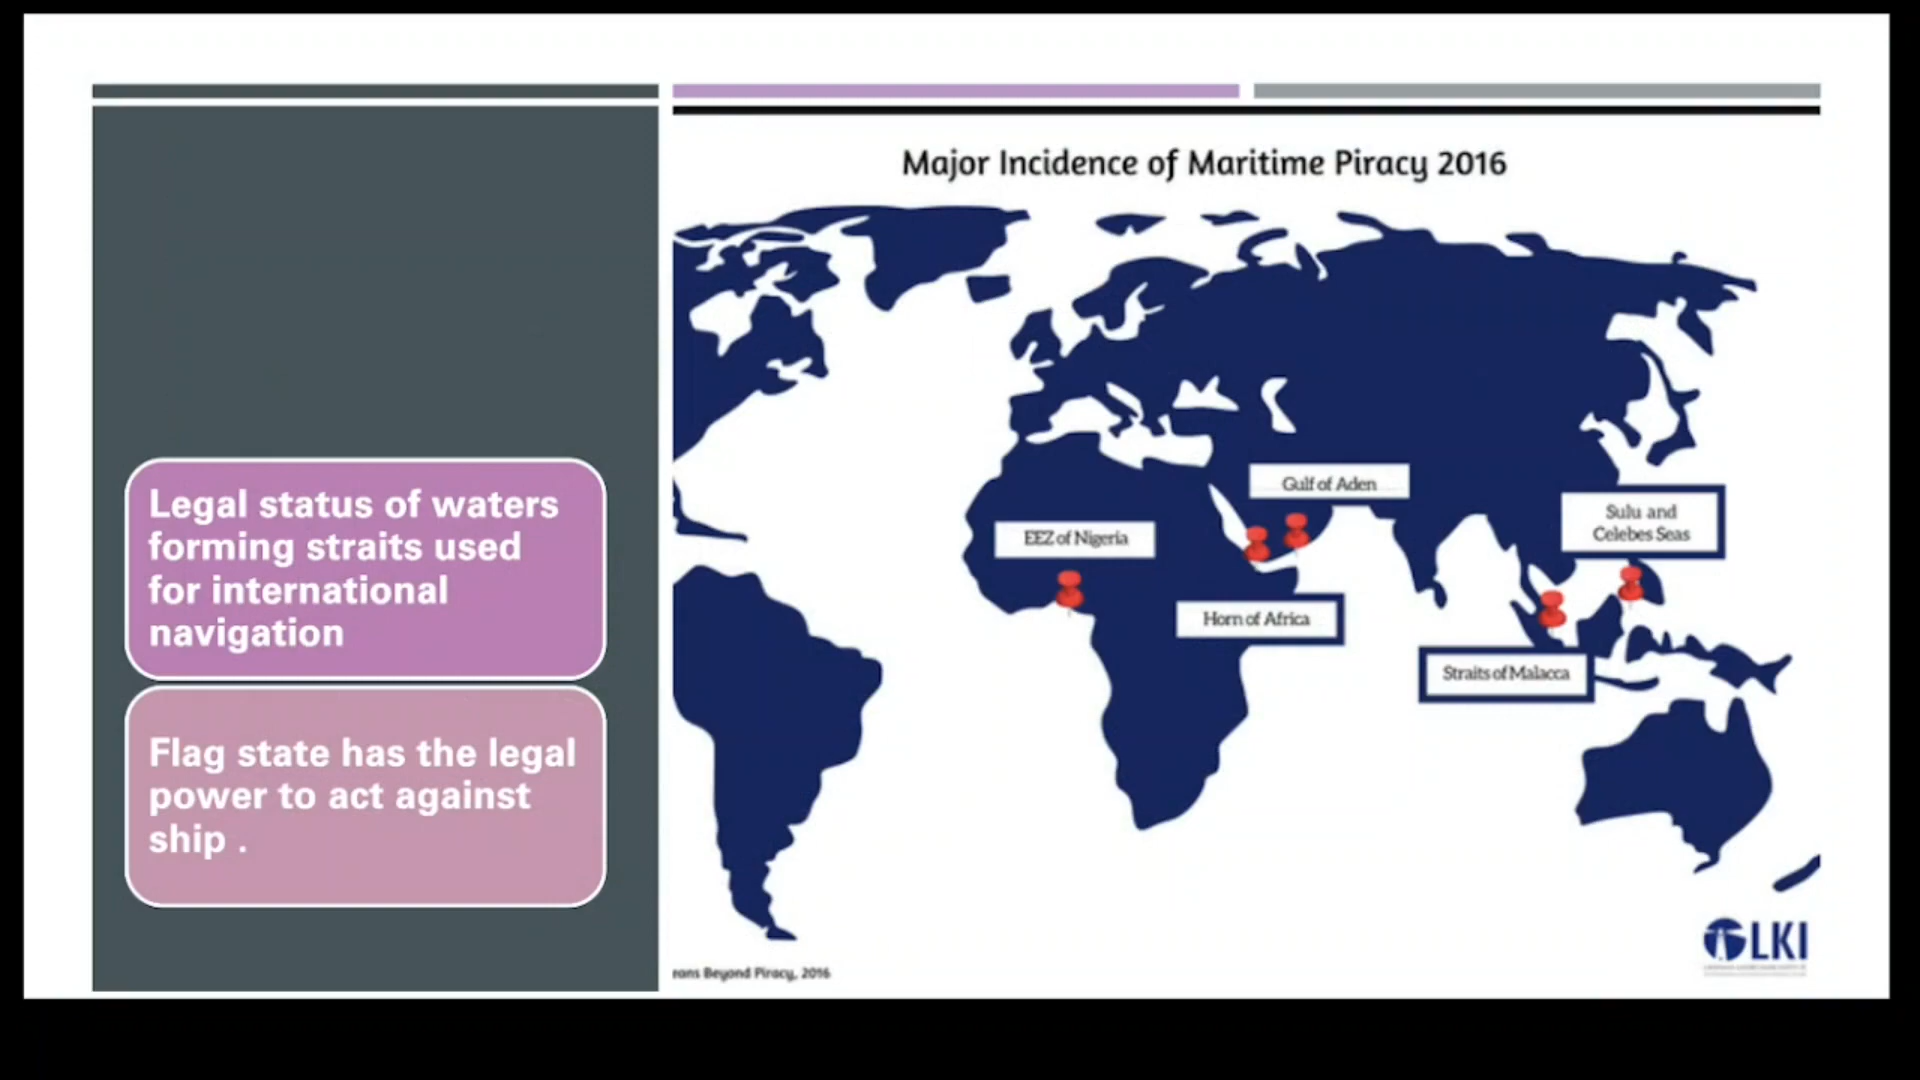 Legal status of waters
forming straits used
for international
navigation
Flag state has the legal
power to act against
ship .
Major Incidence of Maritime Piracy 2016
Gulf of Aden
EEZ of Nigeria
Sulu and
Celebes Seas
Horn of Africa
Straits of Malacca
Beyond Piracy, 2016
LKI